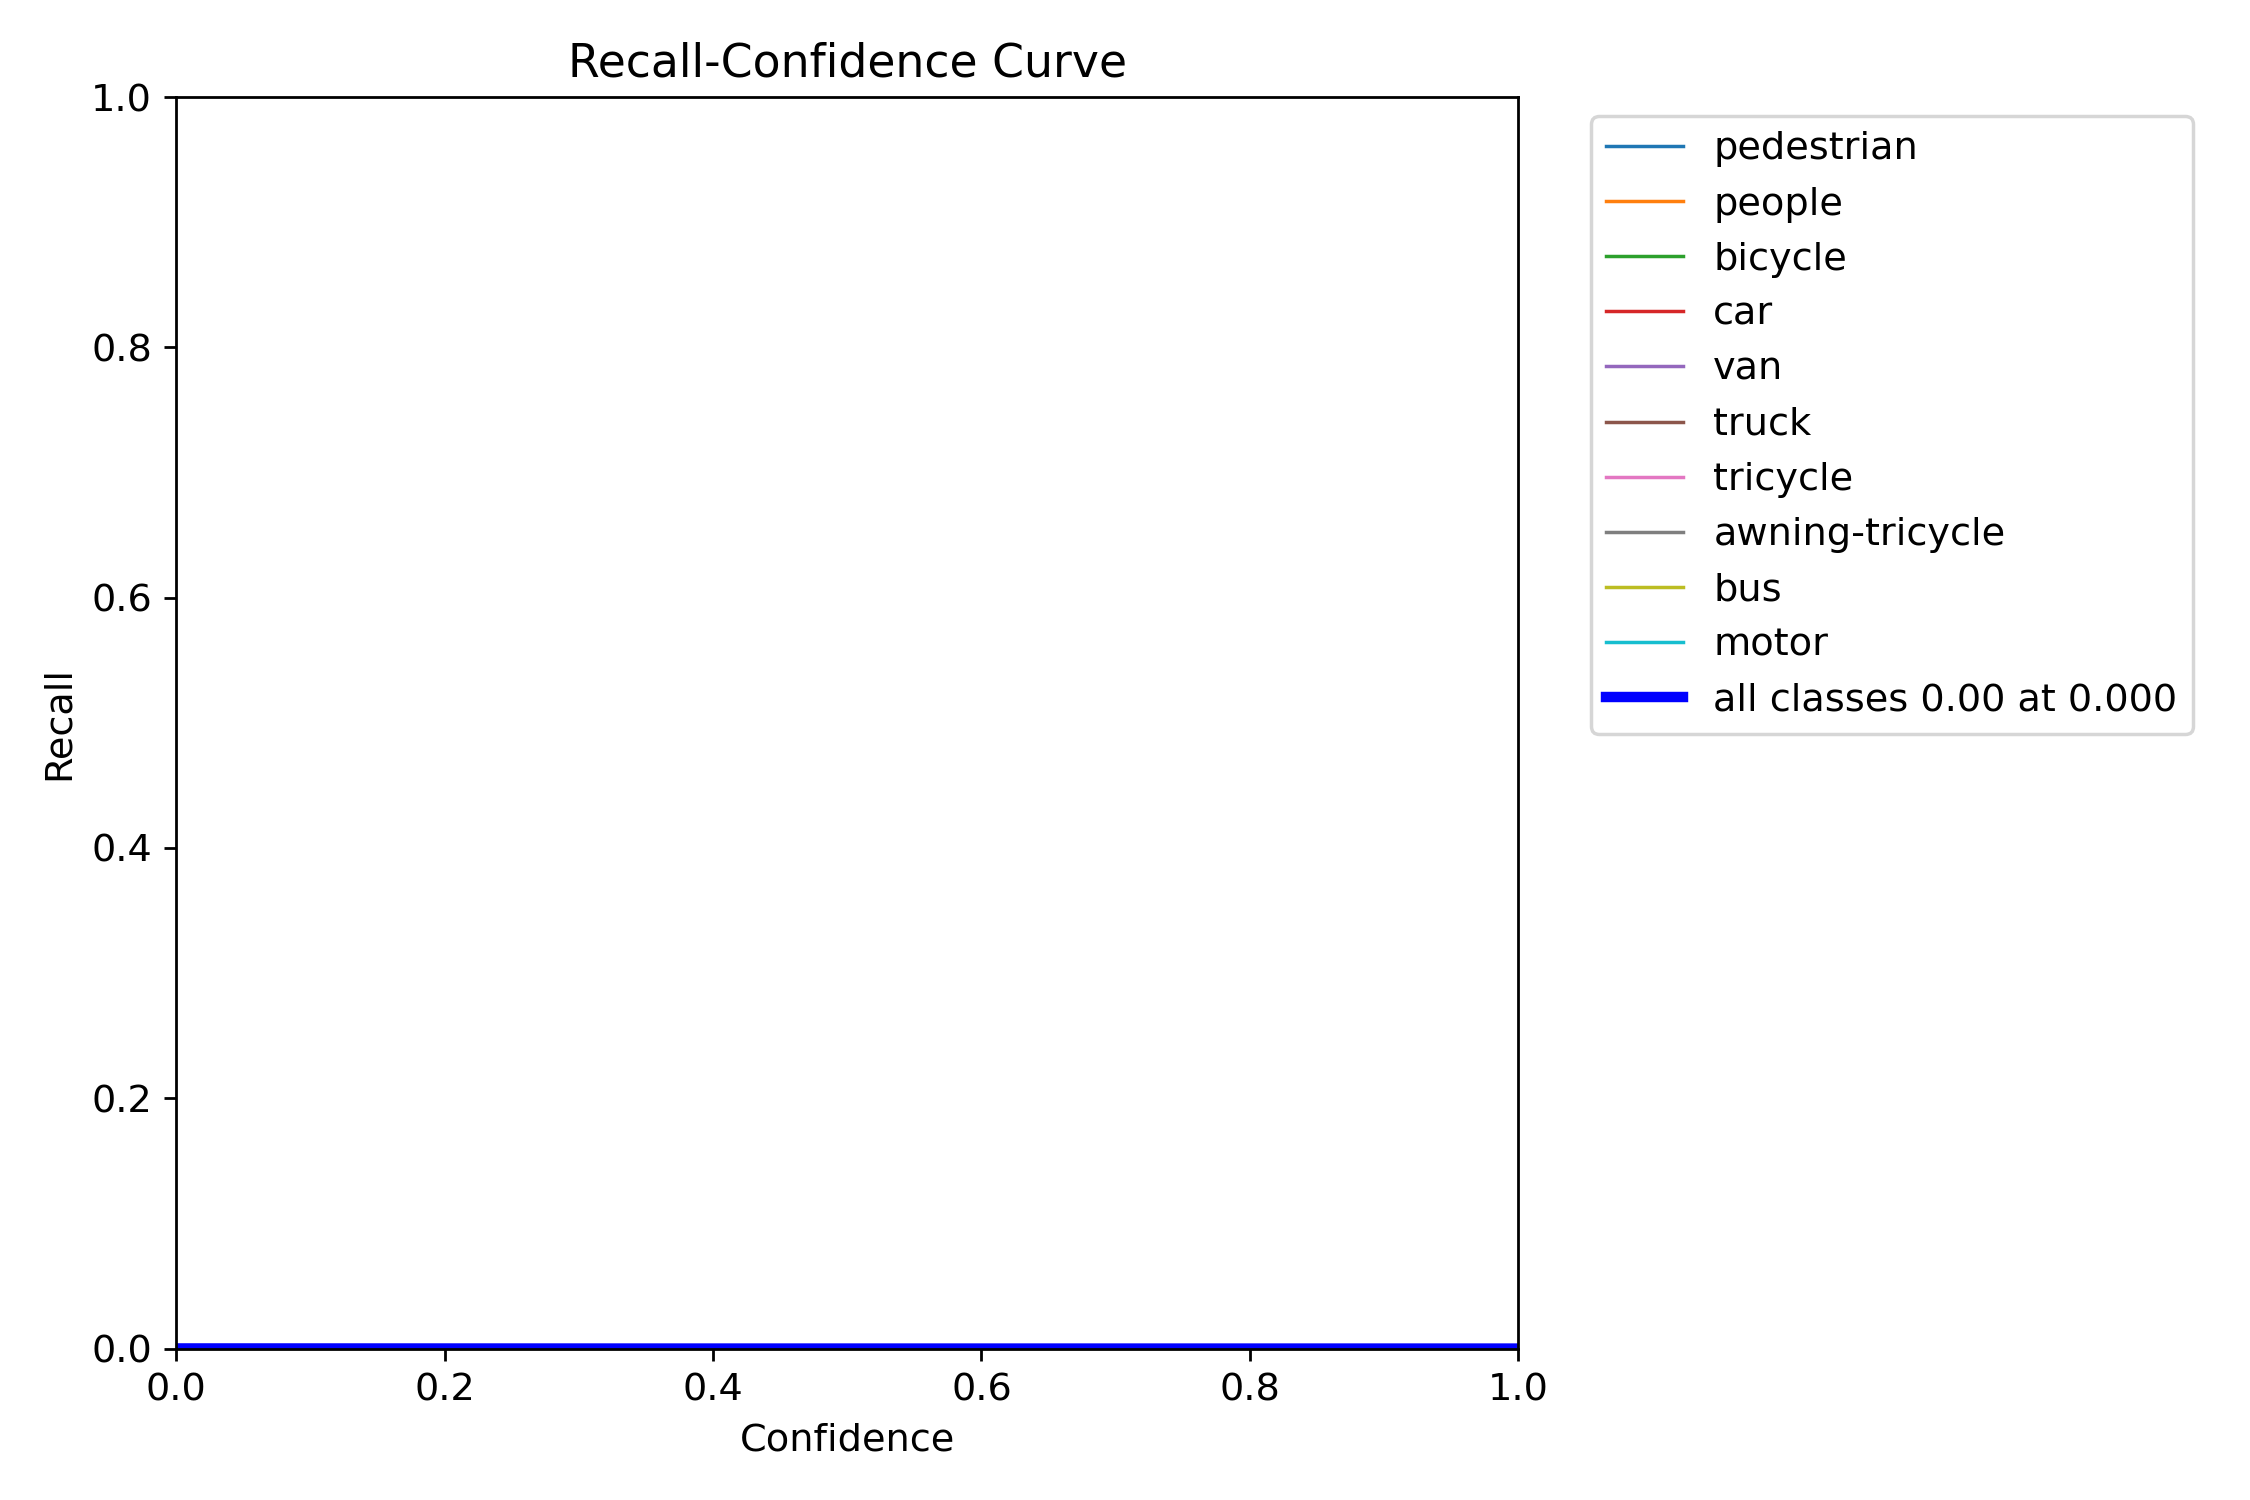 Recall-Confidence Curve
1.0
0.8
0.6
0.4
0.2
0.0
Recall
0.0 0.2 0.4 0.6 0.8 1.0
Confidence
pedestrian
people
bicycle
car
van
truck
tricycle
awning-tricycle
bus
motor
all classes 0.00 at 0.000